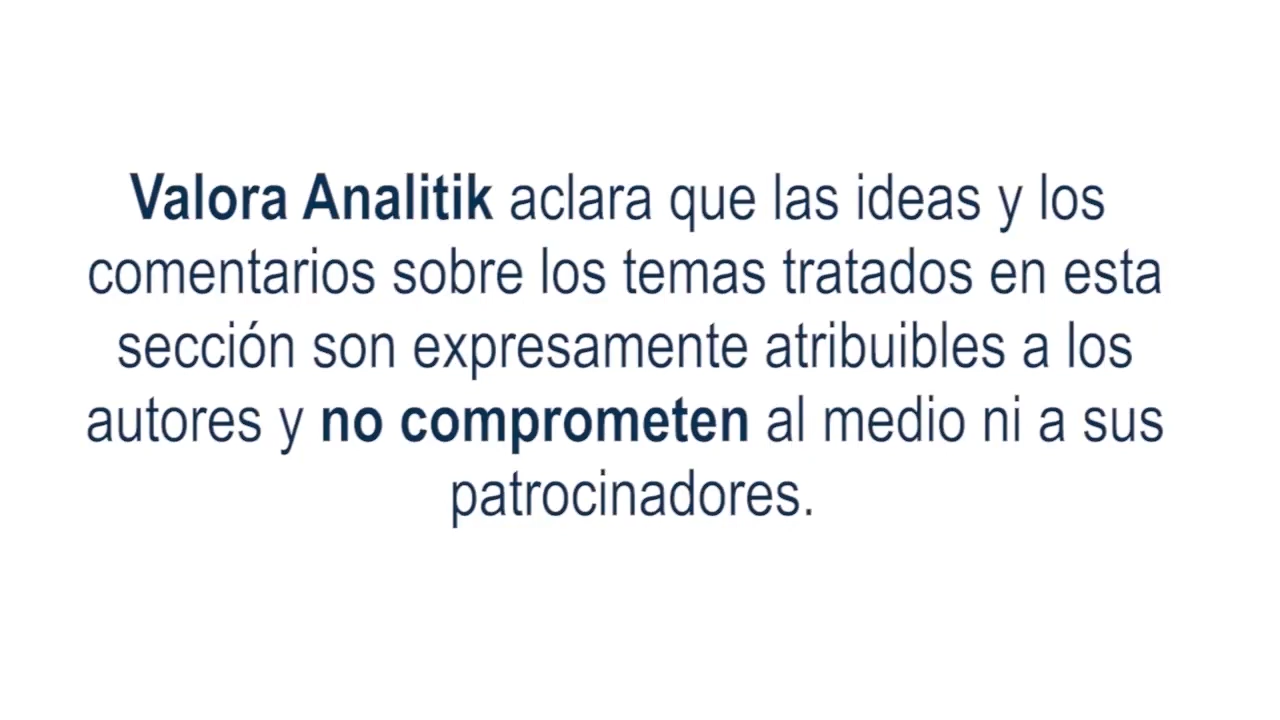 Valora Analitik aclara que las ideas y los
comentarios sobre los temas tratados en esta
sección son expresamente atribuibles a los
autores y no comprometen al medio ni a sus
patrocinadores.